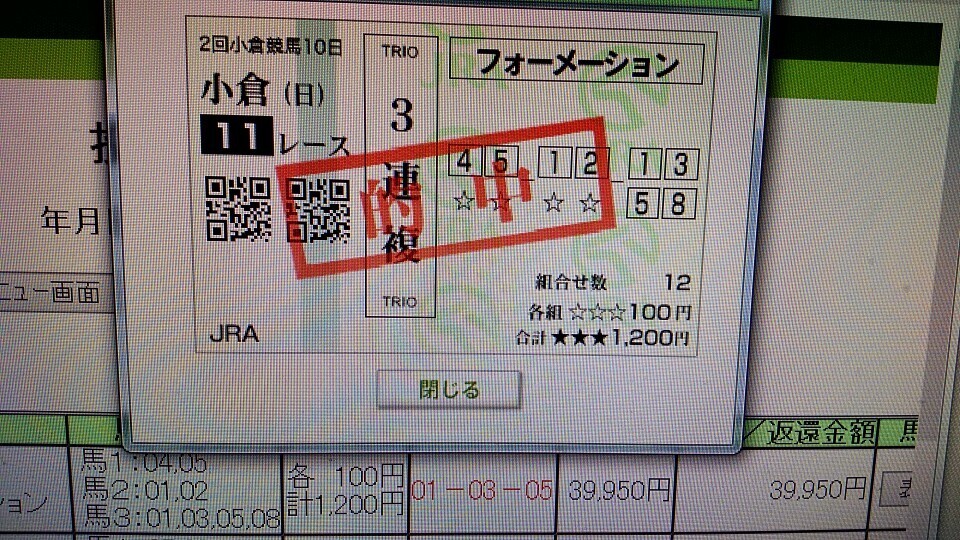 2回小倉競馬10日
小倉 (日)
11 レース
JRA
TRIO
3連複
TRIO
フォーメーション
4 5 1 2 1 3
☆ ☆ ☆ ☆ 5 8
的中
組合せ数 12
各組 ☆☆☆100円
合計 ★★★1,200円
閉じる
年月
ニュー画面
/返還金額
馬1:04,05
馬2:01,02
馬3:01,03,05,08
各 100円
計1,200円
01-03-05
39,950円
39,950円
ション